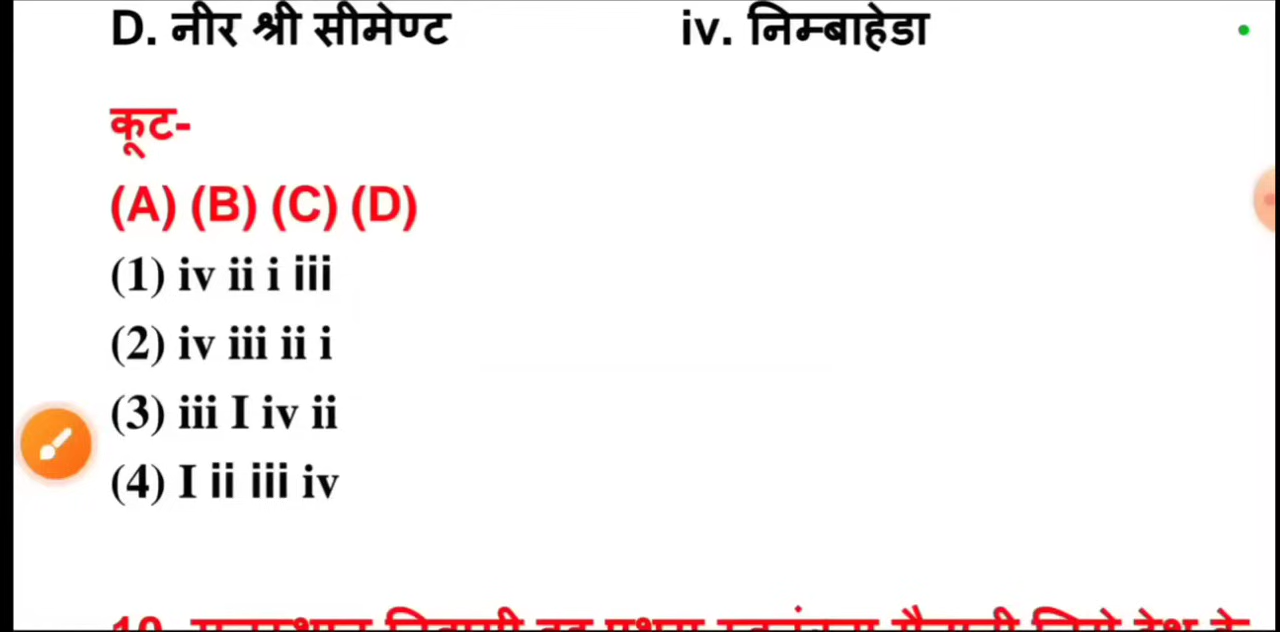 D. नीर श्री सीमेण्ट iv. निम्बाहेडा
कूट-
(A) (B) (C) (D)
(1) iv ii i iii
(2) iv iii ii i
(3) iii I iv ii
(4) I ii iii iv